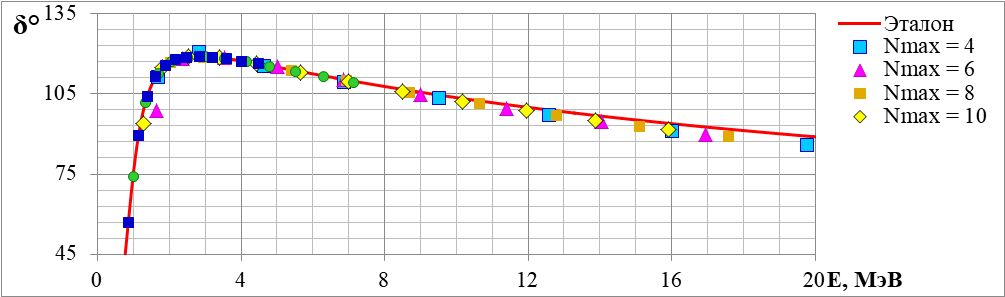 δ°
135
105
75
45
0
4
8
12
16
20
E, МэВ
Эталон
Nmax = 4
Nmax = 6
Nmax = 8
Nmax = 10